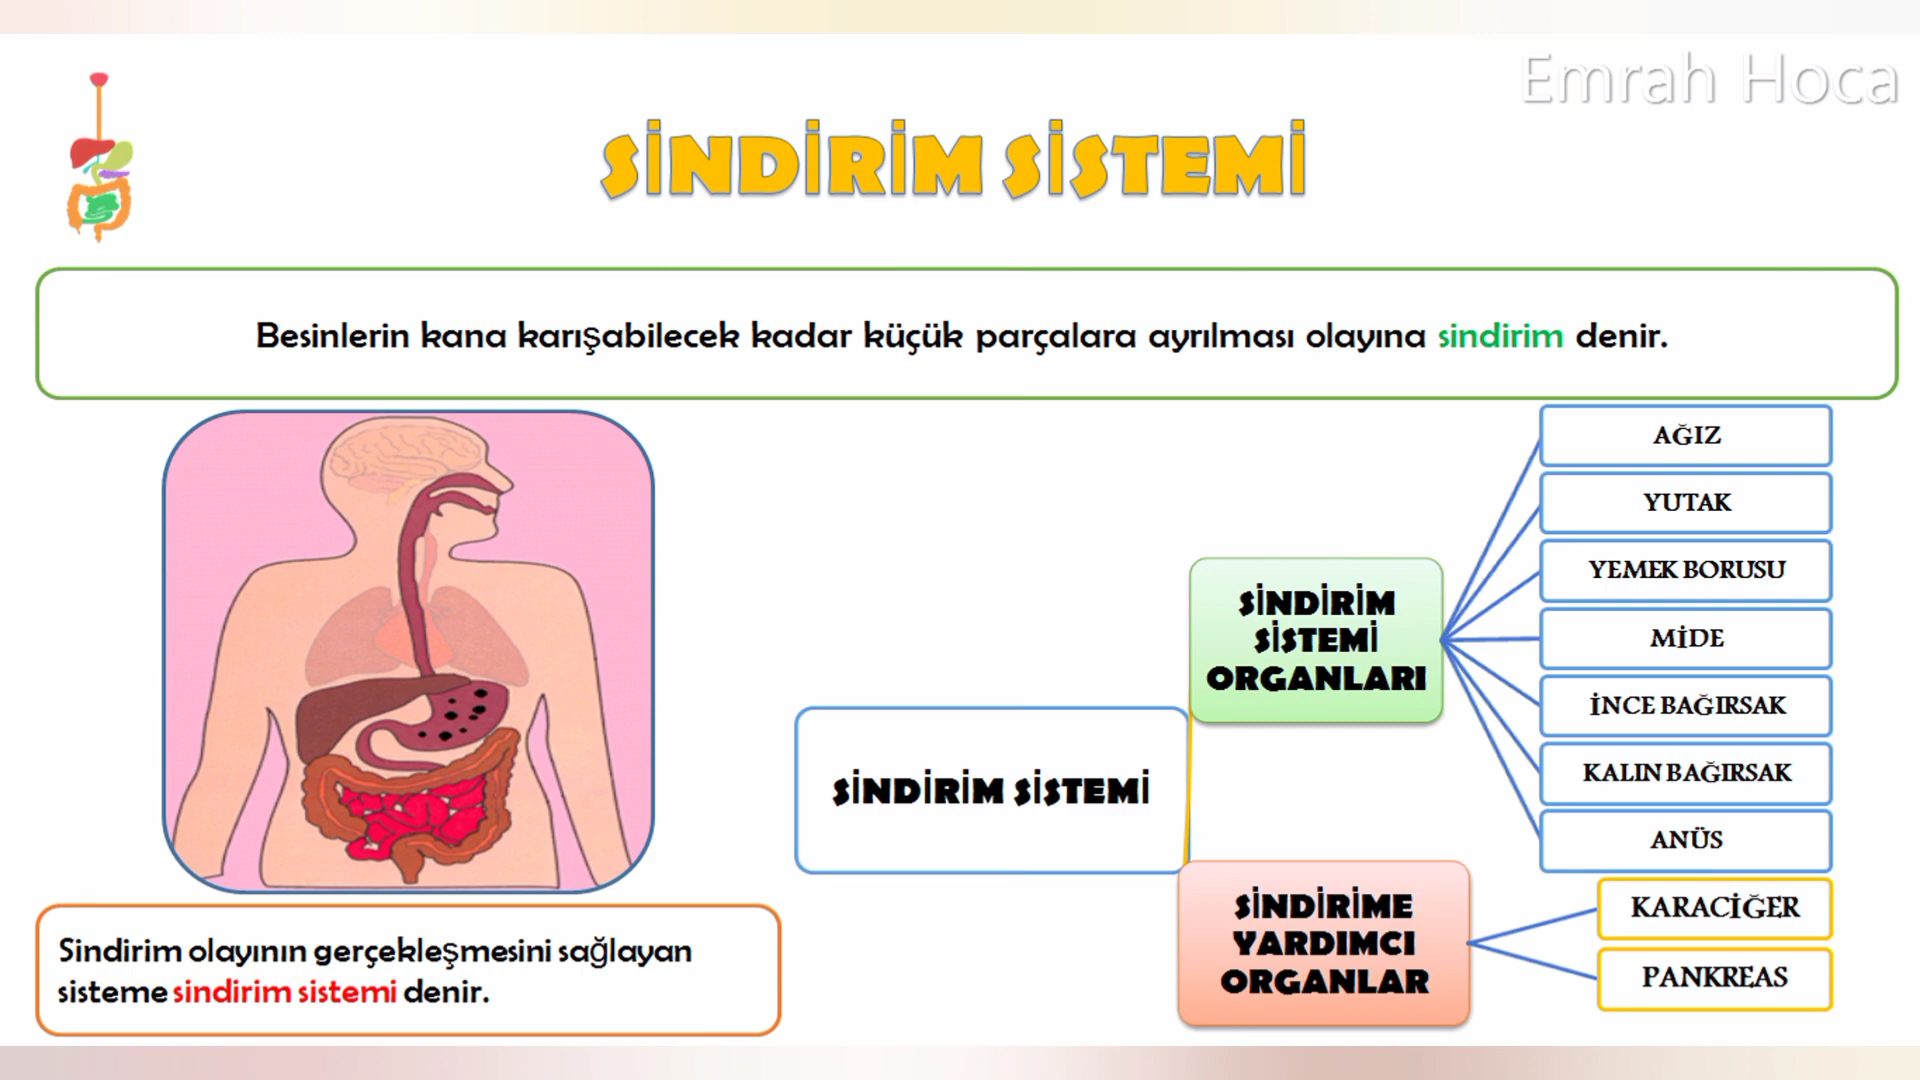 Emrah Hoca
SİNDİRİM SİSTEMİ
Besinlerin kana karışabilecek kadar küçük parçalara ayrılması olayına sindirim denir.
Sindirim olayının gerçekleşmesini sağlayan
sisteme sindirim sistemi denir.
SİNDİRİM SİSTEMİ
SİNDİRİM
SİSTEMİ
ORGANLARI
AĞIZ
YUTAK
YEMEK BORUSU
MİDE
İNCE BAĞIRSAK
KALIN BAĞIRSAK
ANÜS
SİNDİRİME
YARDIMCI
ORGANLAR
KARACİĞER
PANKREAS